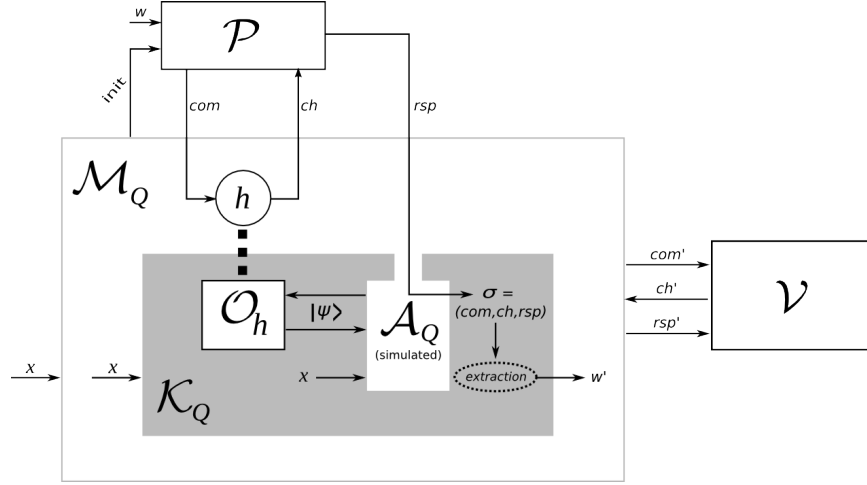 w
𝒫
init
com
ch
rsp
ℳ_Q
h
com'
ch'
rsp'
𝒱
𝒪_h
|ψ⟩
𝒜_Q
(simulated)
σ =
(com,ch,rsp)
x
x
x
𝒦_Q
extraction
w'